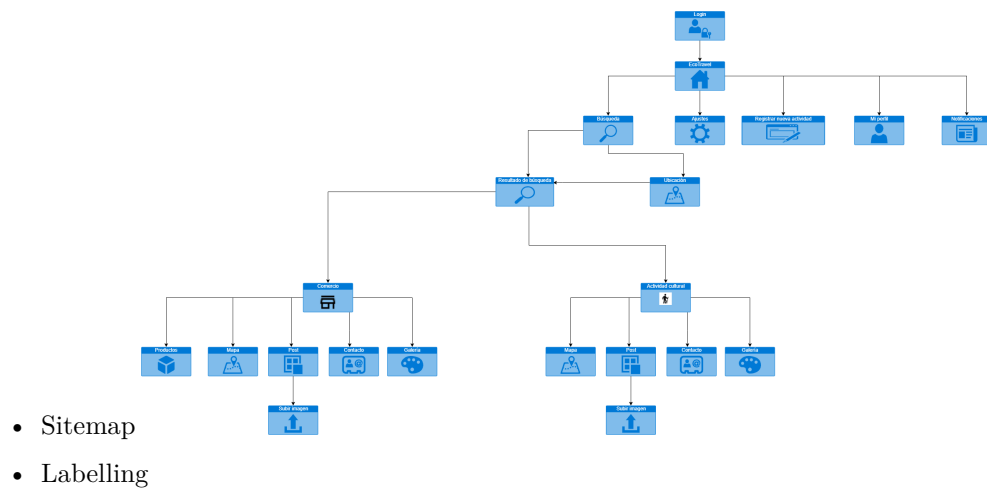 Login
EcoTravel
Búsqueda
Ajustes
Registrar nueva actividad
Mi perfil
Notificaciones
Resultado de búsqueda
Ubicación
Comercio
Actividad cultural
Productos
Mapa
Post
Contacto
Galería
Mapa
Post
Contacto
Galería
Subir imagen
Subir imagen
• Sitemap
• Labelling